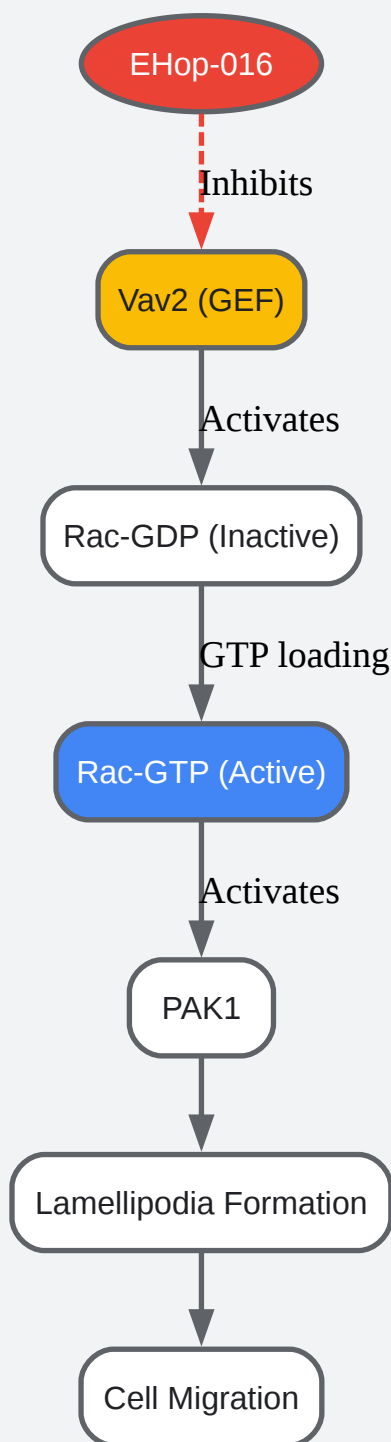 EHop-016
Inhibits
Vav2 (GEF)
Activates
Rac-GDP (Inactive)
GTP loading
Rac-GTP (Active)
Activates
PAK1
Lamellipodia Formation
Cell Migration